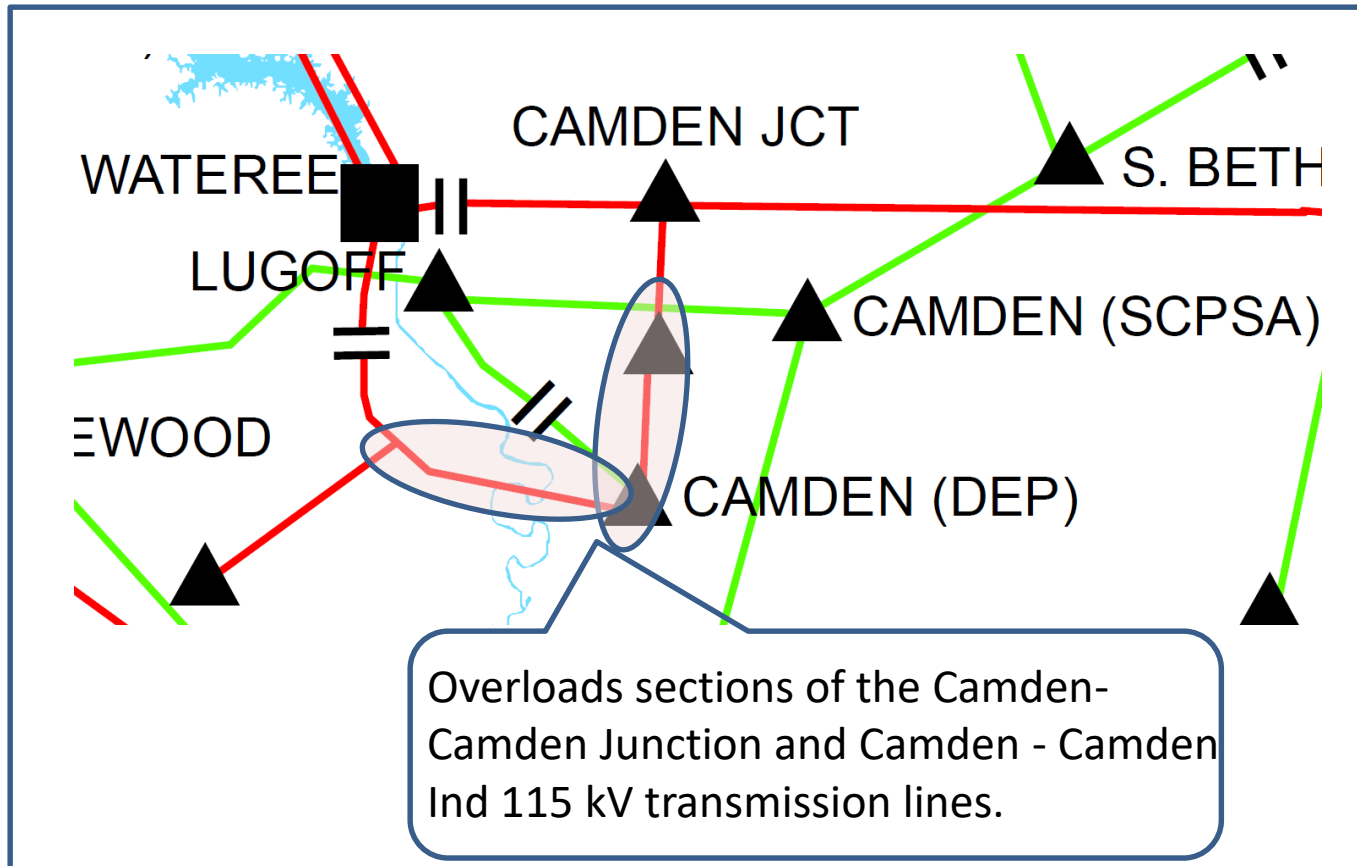 CAMDEN JCT
WATEREE
S. BETH
LUGOFF
CAMDEN (SCPSA)
EWOOD
CAMDEN (DEP)
Overloads sections of the Camden-
Camden Junction and Camden - Camden
Ind 115 kV transmission lines.